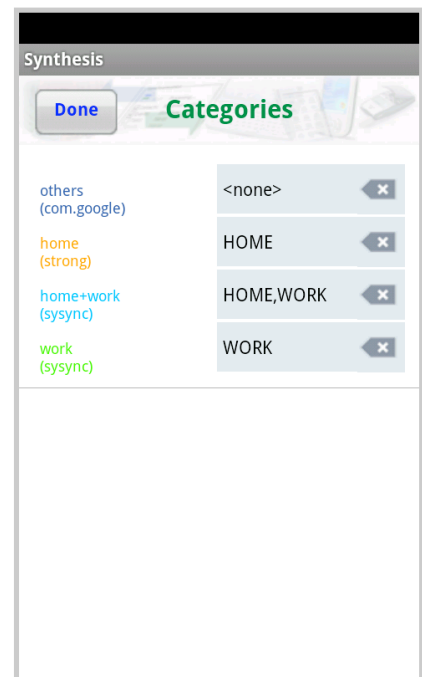 Synthesis
Done
Categories
others
(com.google)
<none>
home
(strong)
HOME
home+work
(sysync)
HOME,WORK
work
(sysync)
WORK